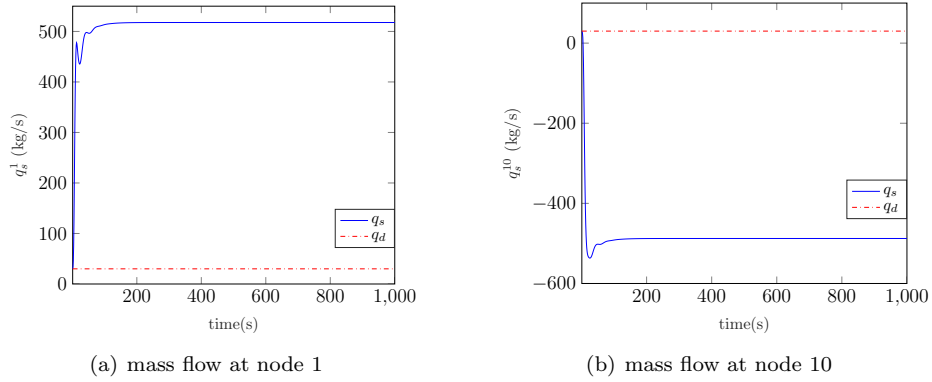 500
400
300
200
100
0
q_s^1 (kg/s)
200 400 600 800 1,000
time(s)
q_s
q_d
(a) mass flow at node 1
0
−200
−400
−600
q_s^{10} (kg/s)
200 400 600 800 1,000
time(s)
q_s
q_d
(b) mass flow at node 10